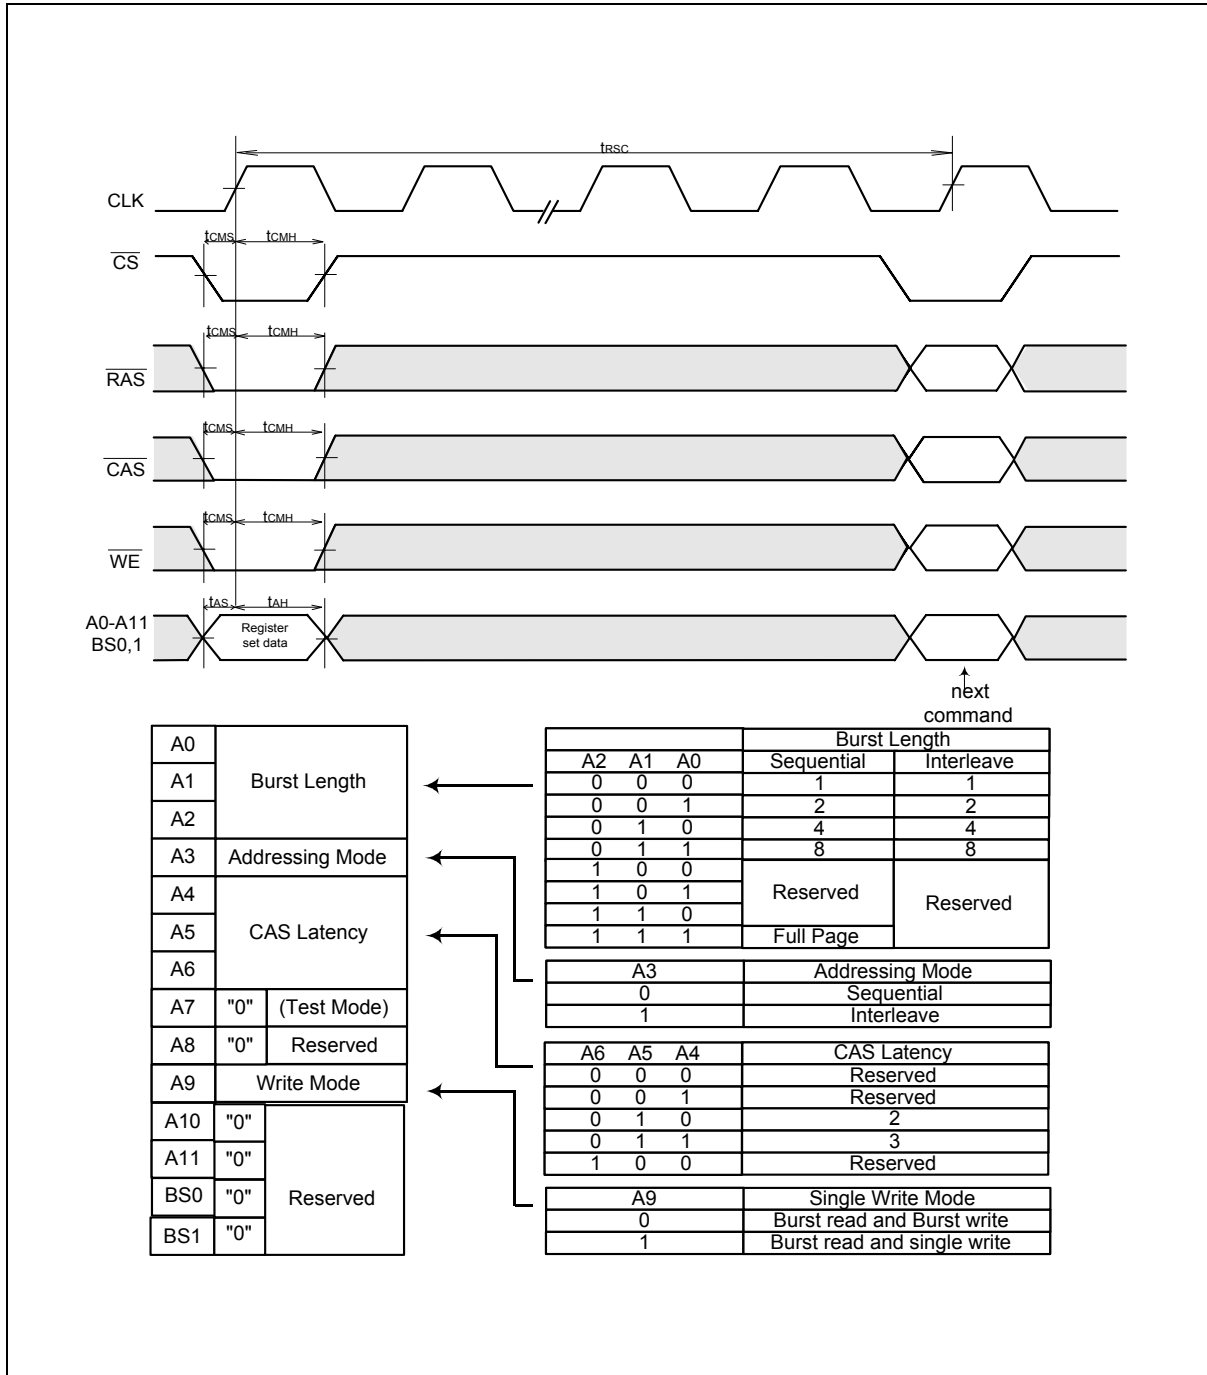 tRSC
CLK
tCMS tCMH
CS
tCMS tCMH
RAS
tCMS tCMH
CAS
tCMS tCMH
WE
tAS tAH
A0-A11
BS0,1
Register
set data
next
command
A0
A1
A2
Burst Length
A3 Addressing Mode
A4
A5
A6
CAS Latency
A7 "0" (Test Mode)
A8 "0" Reserved
A9 Write Mode
A10 "0"
A11 "0"
BS0 "0"
BS1 "0"
Reserved
Burst Length
A2 A1 A0 Sequential Interleave
0 0 0 1 1
0 0 1 2 2
0 1 0 4 4
0 1 1 8 8
1 0 0
1 0 1 Reserved Reserved
1 1 0
1 1 1 Full Page
A3 Addressing Mode
0 Sequential
1 Interleave
A6 A5 A4 CAS Latency
0 0 0 Reserved
0 0 1 Reserved
0 1 0 2
0 1 1 3
1 0 0 Reserved
A9 Single Write Mode
0 Burst read and Burst write
1 Burst read and single write